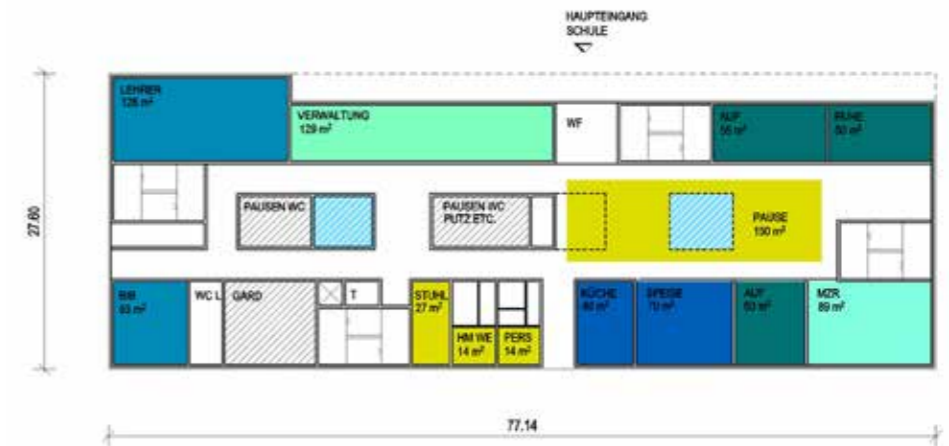 HAUPTEINGANG
SCHULE
LEHRER
126 m²
VERWALTUNG
129 m²
WF
AUF
55 m²
RUHE
50 m²
27.60
PAUSEN WC
PAUSEN WC
PUTZ ETC.
PAUSE
150 m²
BIB
WC L
GARD
T
STUHL
27 m²
HM WE
14 m²
PERS
14 m²
KÜCHE
SPEISE
70 m²
AUF
MZR
89 m²
77.14